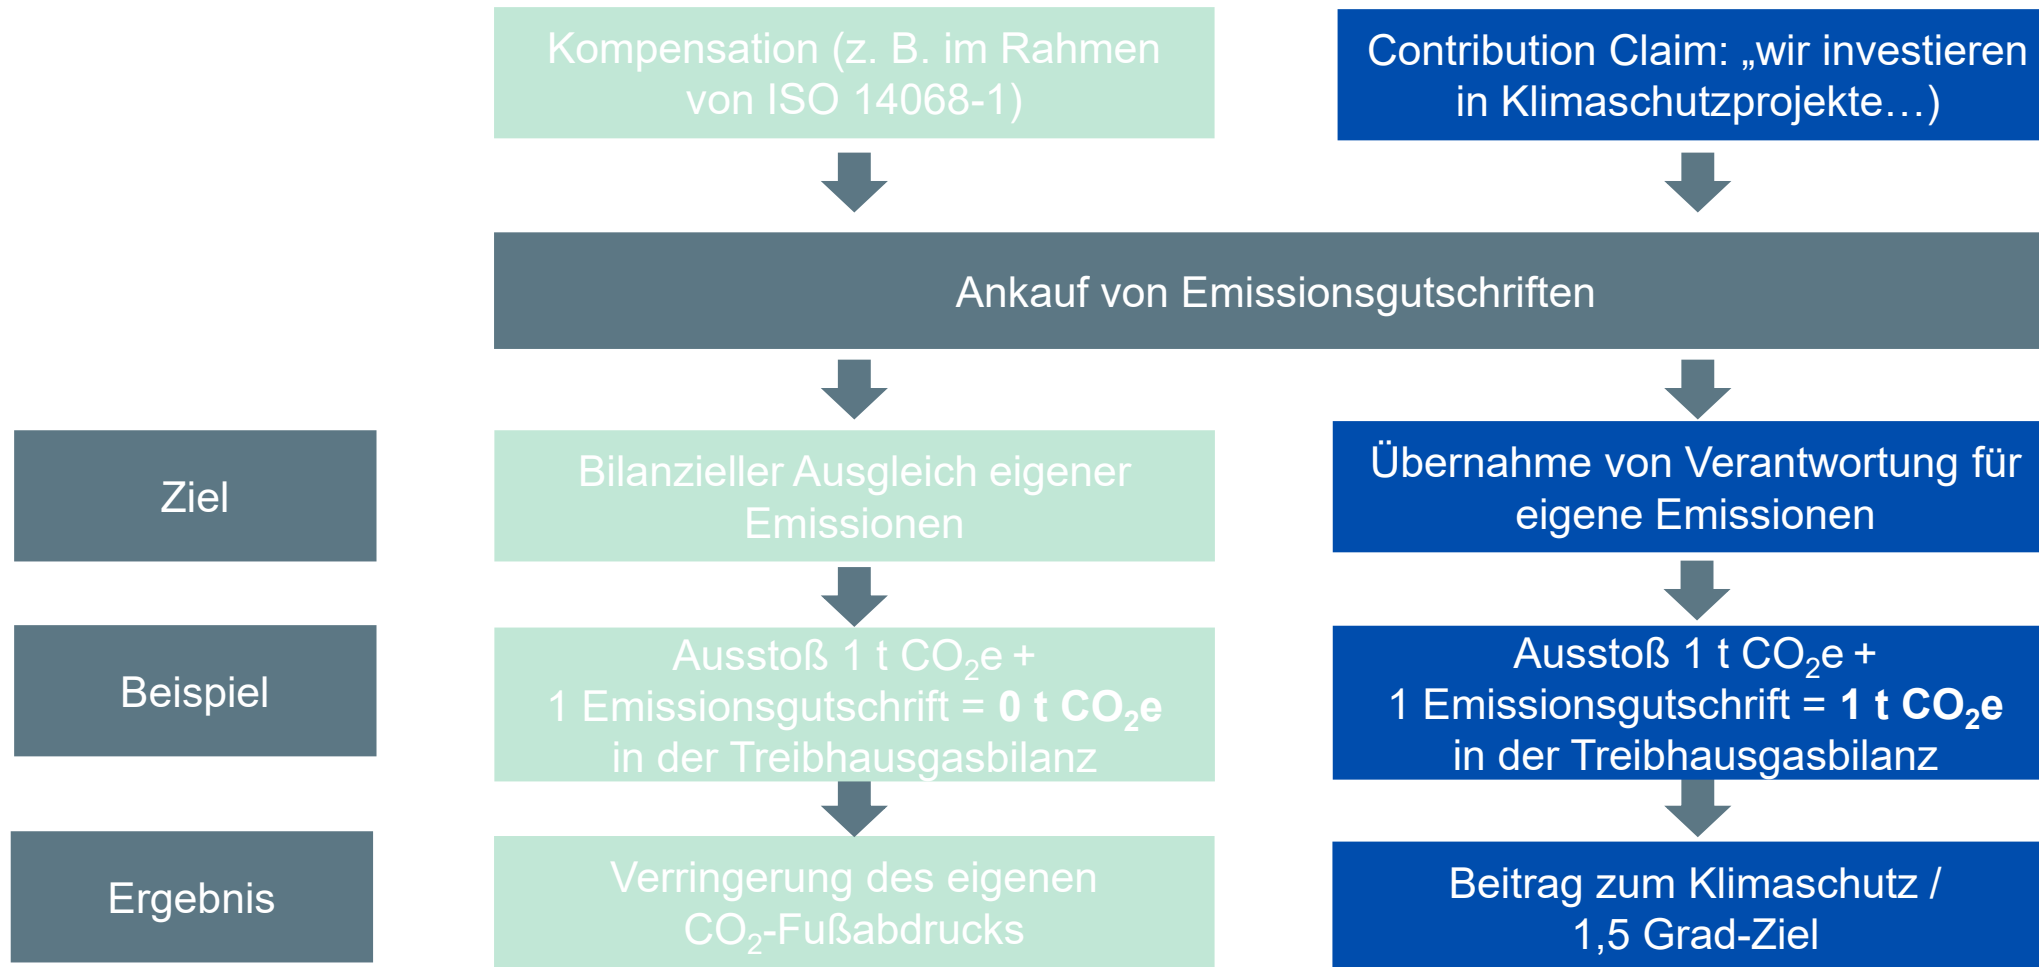 Kompensation (z. B. im Rahmen
von ISO 14068-1)
Contribution Claim: „wir investieren
in Klimaschutzprojekte…)
Ankauf von Emissionsgutschriften
Ziel
Bilanzieller Ausgleich eigener
Emissionen
Übernahme von Verantwortung für
eigene Emissionen
Beispiel
Ausstoß 1 t CO₂e +
1 Emissionsgutschrift = 0 t CO₂e
in der Treibhausgasbilanz
Ausstoß 1 t CO₂e +
1 Emissionsgutschrift = 1 t CO₂e
in der Treibhausgasbilanz
Ergebnis
Verringerung des eigenen
CO₂-Fußabdrucks
Beitrag zum Klimaschutz /
1,5 Grad-Ziel